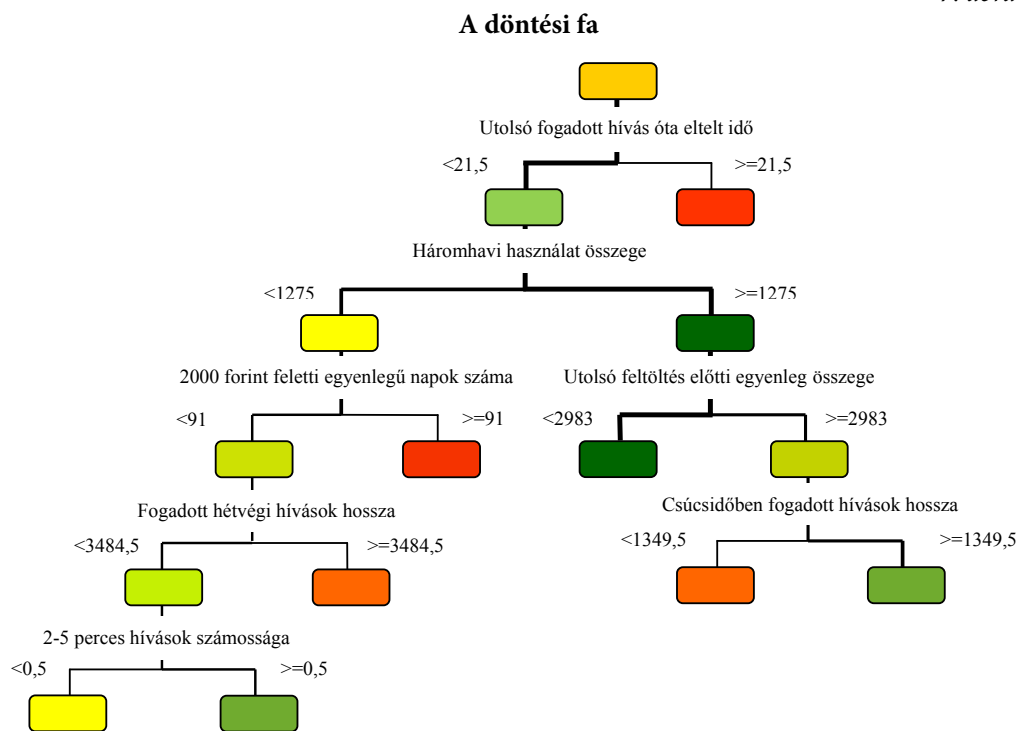 A döntési fa
Utolsó fogadott hívás óta eltelt idő
<21,5
>=21,5
Háromhavi használat összege
<1275
>=1275
2000 forint feletti egyenlegű napok száma
Utolsó feltöltés előtti egyenleg összege
<91
>=91
<2983
>=2983
Fogadott hétvégi hívások hossza
Csúcsidőben fogadott hívások hossza
<3484,5
>=3484,5
<1349,5
>=1349,5
2-5 perces hívások számossága
<0,5
>=0,5